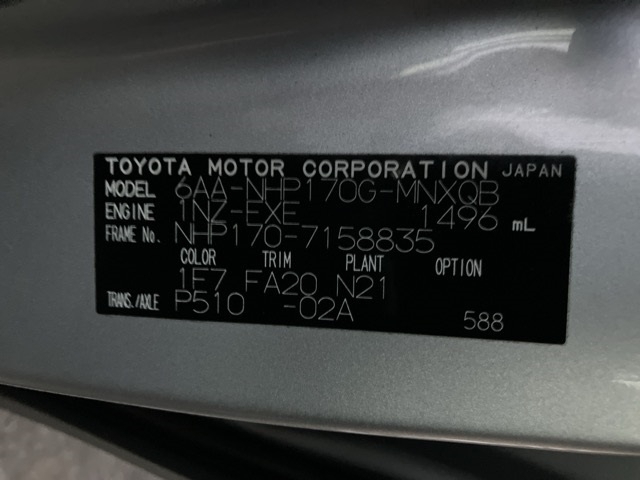 TOYOTA MOTOR CORPORATION JAPAN
MODEL 6AA-NHP170G-MNXQB
ENGINE 1NZ-EXE 1496 mL
FRAME No. NHP170-7158835
COLOR TRIM PLANT OPTION
1F7 FA20 N21
TRANS./AXLE P510 -02A
588